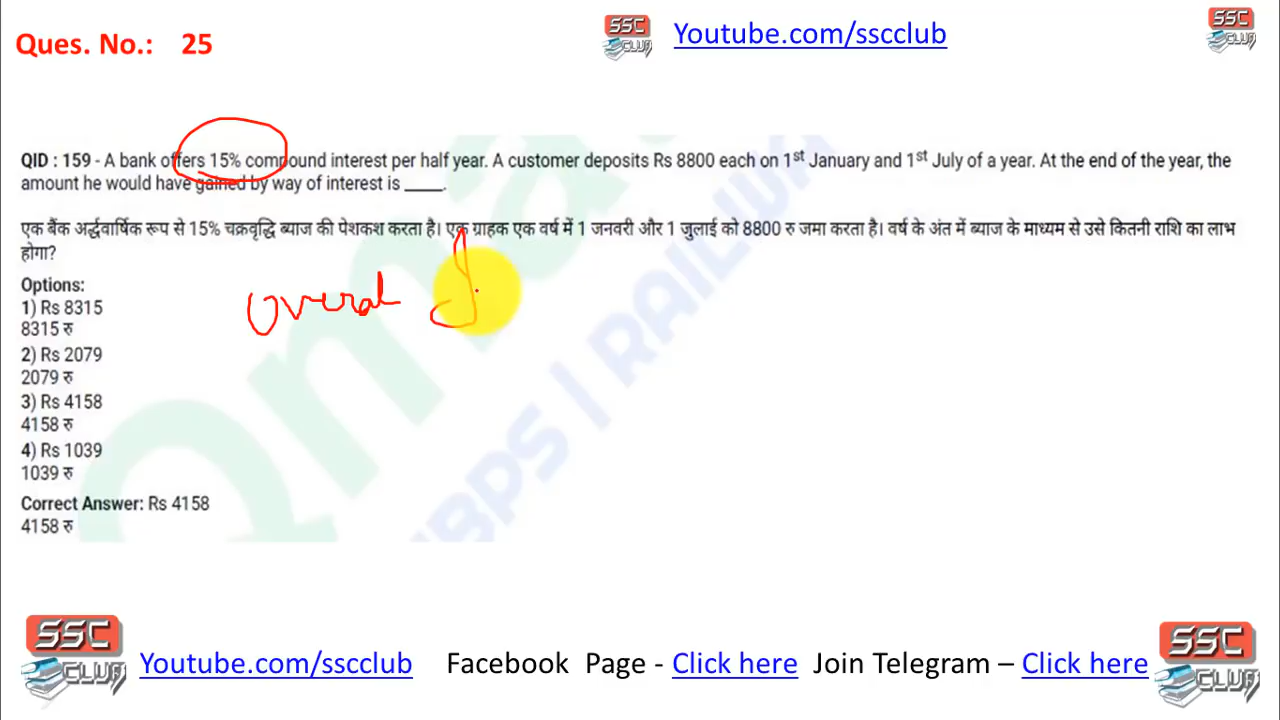 Ques. No.: 25
SSC CLUB
Youtube.com/sscclub
SSC CLUB
QID : 159 - A bank offers 15% compound interest per half year. A customer deposits Rs 8800 each on 1st January and 1st July of a year. At the end of the year, the
amount he would have gained by way of interest is ____.
एक बैंक अर्द्धवार्षिक रूप से 15% चक्रवृद्धि ब्याज की पेशकश करता है। एक ग्राहक एक वर्ष में 1 जनवरी और 1 जुलाई को 8800 रु जमा करता है। वर्ष के अंत में ब्याज के माध्यम से उसे कितनी राशि का लाभ
होगा?
Options:
1) Rs 8315
8315 रु
2) Rs 2079
2079 रु
3) Rs 4158
4158 रु
4) Rs 1039
1039 रु
Correct Answer: Rs 4158
4158 रु
Overal
IBPS | RAILWA
SSC CLUB
Youtube.com/sscclub Facebook Page - Click here Join Telegram – Click here
SSC CLUB